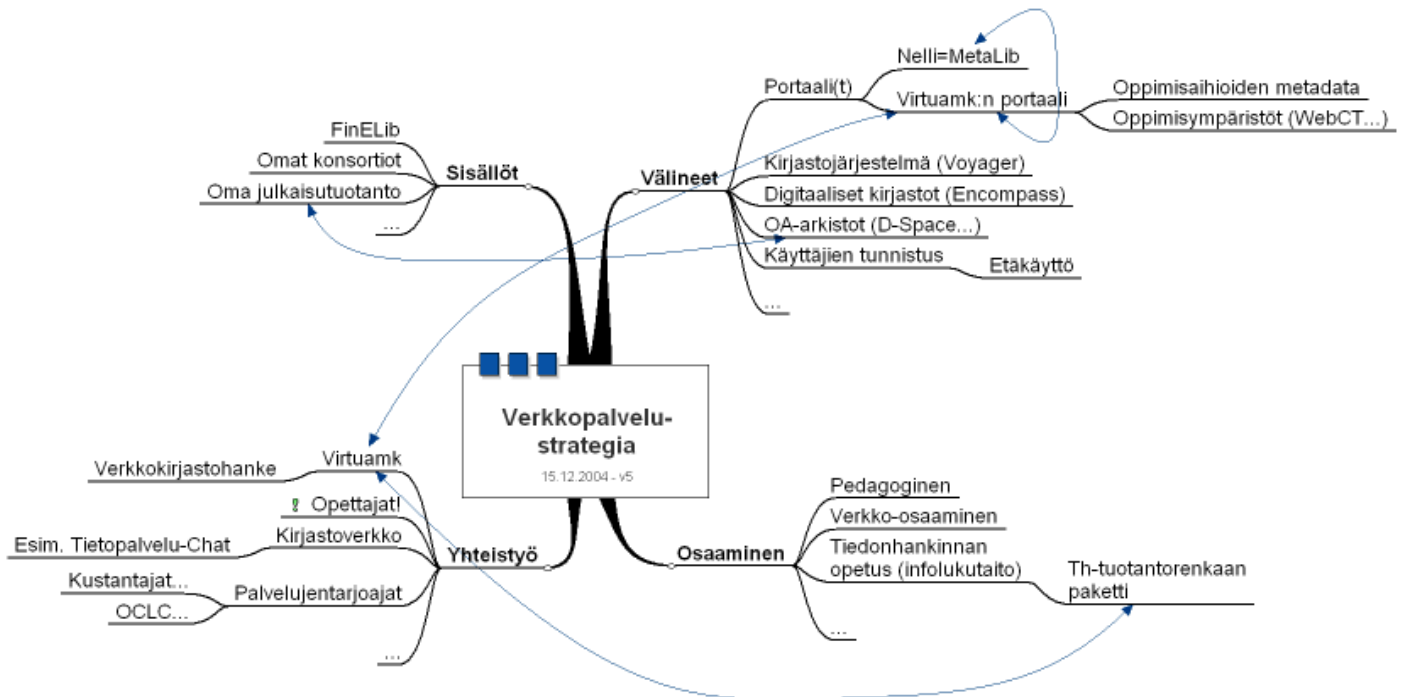 Verkkopalvelu-
strategia
15.12.2004 - v5
Sisällöt
FinELib
Omat konsortiot
Oma julkaisutuotanto
...
Välineet
Portaali(t)
Nelli=MetaLib
Virtuamk:n portaali
Oppimisaihioiden metadata
Oppimisympäristöt (WebCT...)
Kirjastojärjestelmä (Voyager)
Digitaaliset kirjastot (Encompass)
OA-arkistot (D-Space...)
Käyttäjien tunnistus
Etäkäyttö
...
Yhteistyö
Virtuamk
Verkkokirjastohanke
! Opettajat!
Kirjastoverkko
Esim. Tietopalvelu-Chat
Palvelujentarjoajat
Kustantajat...
OCLC...
...
Osaaminen
Pedagoginen
Verkko-osaaminen
Tiedonhankinnan
opetus (infolukutaito)
Th-tuotantorenkaan
paketti
...